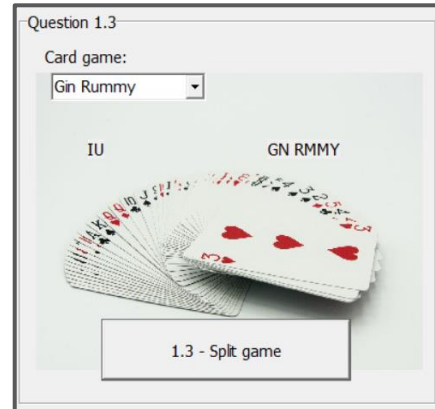 Question 1.3
Card game:
Gin Rummy
IU GN RMMY
1.3 - Split game